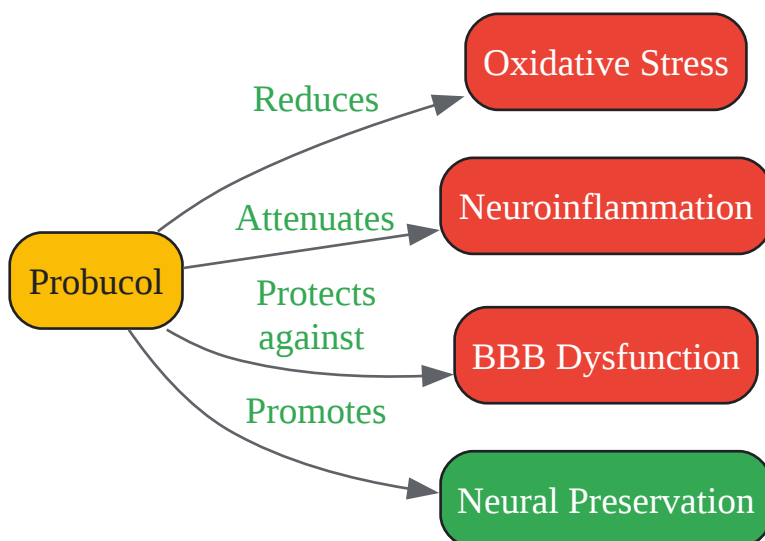 Oxidative Stress
Reduces
Neuroinflammation
Attenuates
Probucol
Protects
against
BBB Dysfunction
Promotes
Neural Preservation